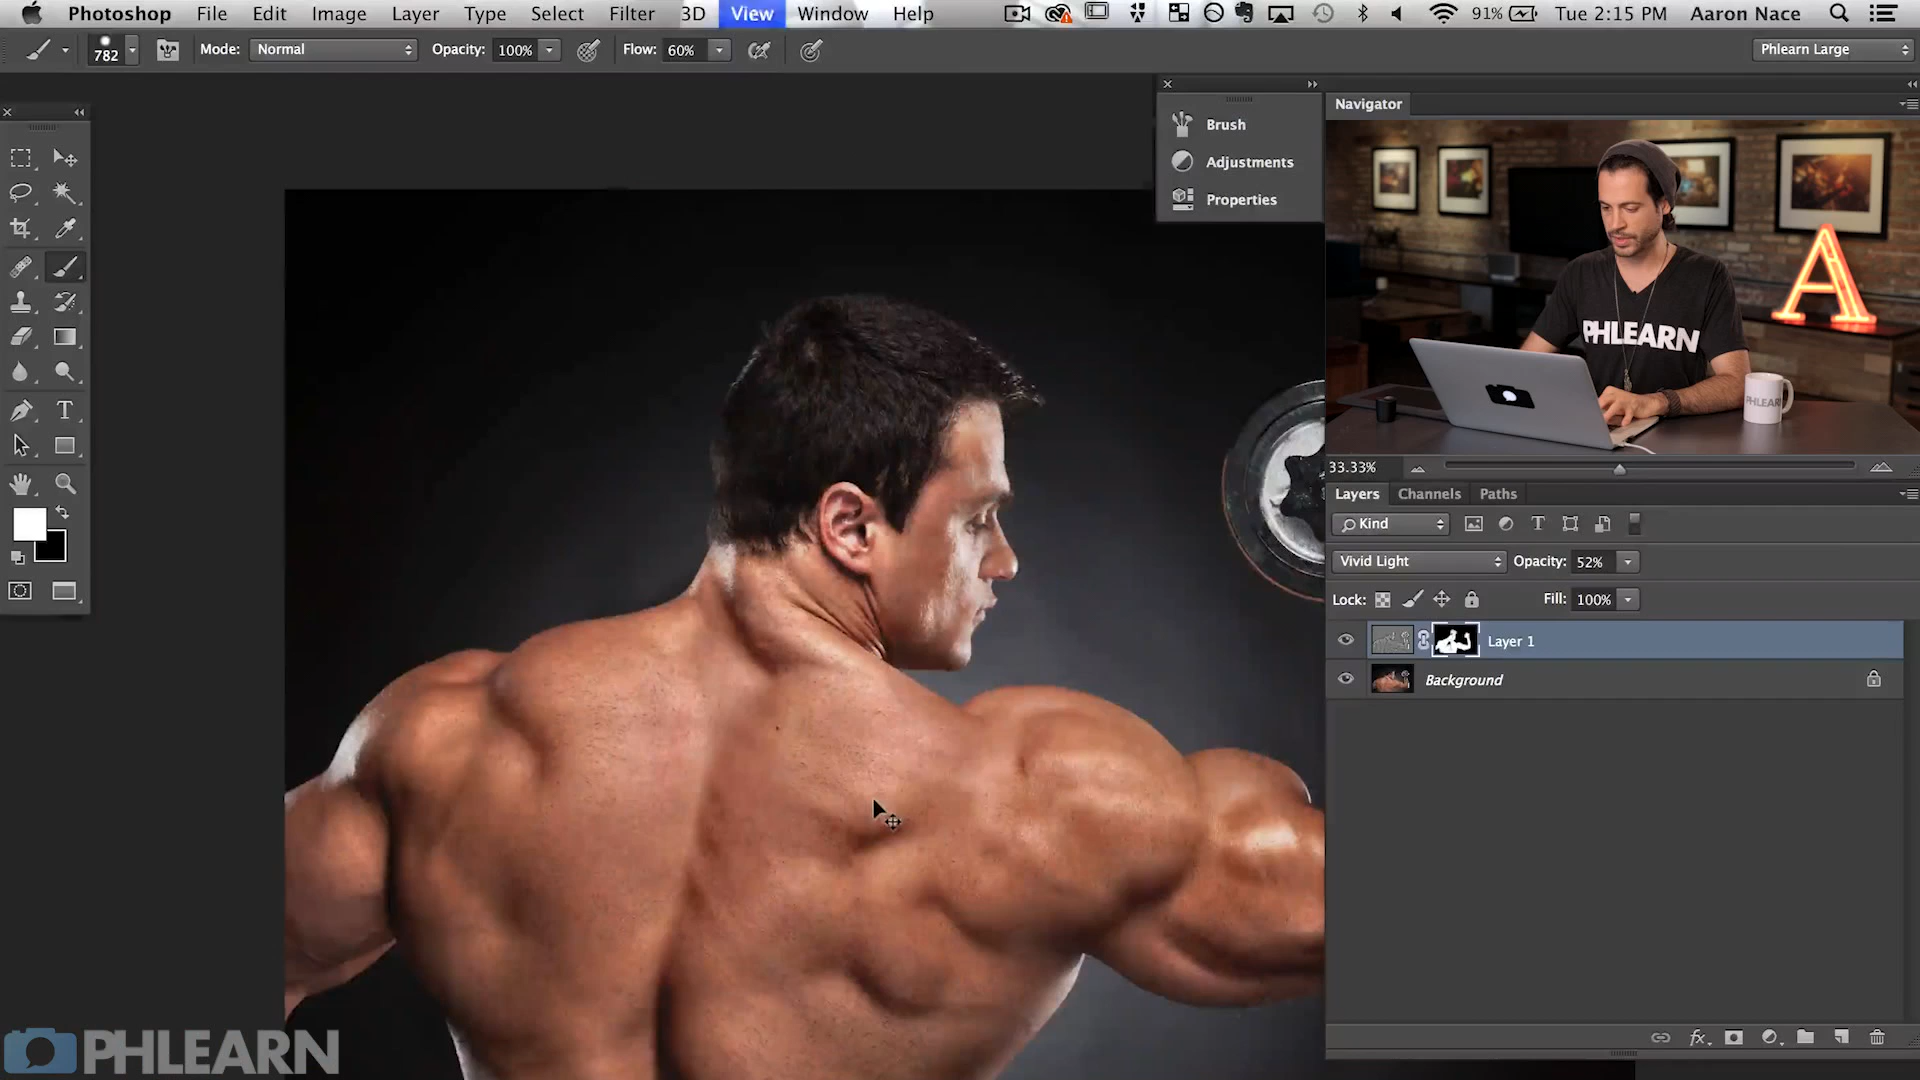 Photoshop File Edit Image Layer Type Select Filter 3D View Window Help 91% Tue 2:15 PM Aaron Nace
782 Mode: Normal Opacity: 100% Flow: 60% Phlearn Large
Brush
Adjustments
Properties
Navigator
PHLEARN
PHLEARN
A
33.33%
Layers Channels Paths
Kind
Vivid Light Opacity: 52%
Lock: Fill: 100%
Layer 1
Background
fx
PHLEARN